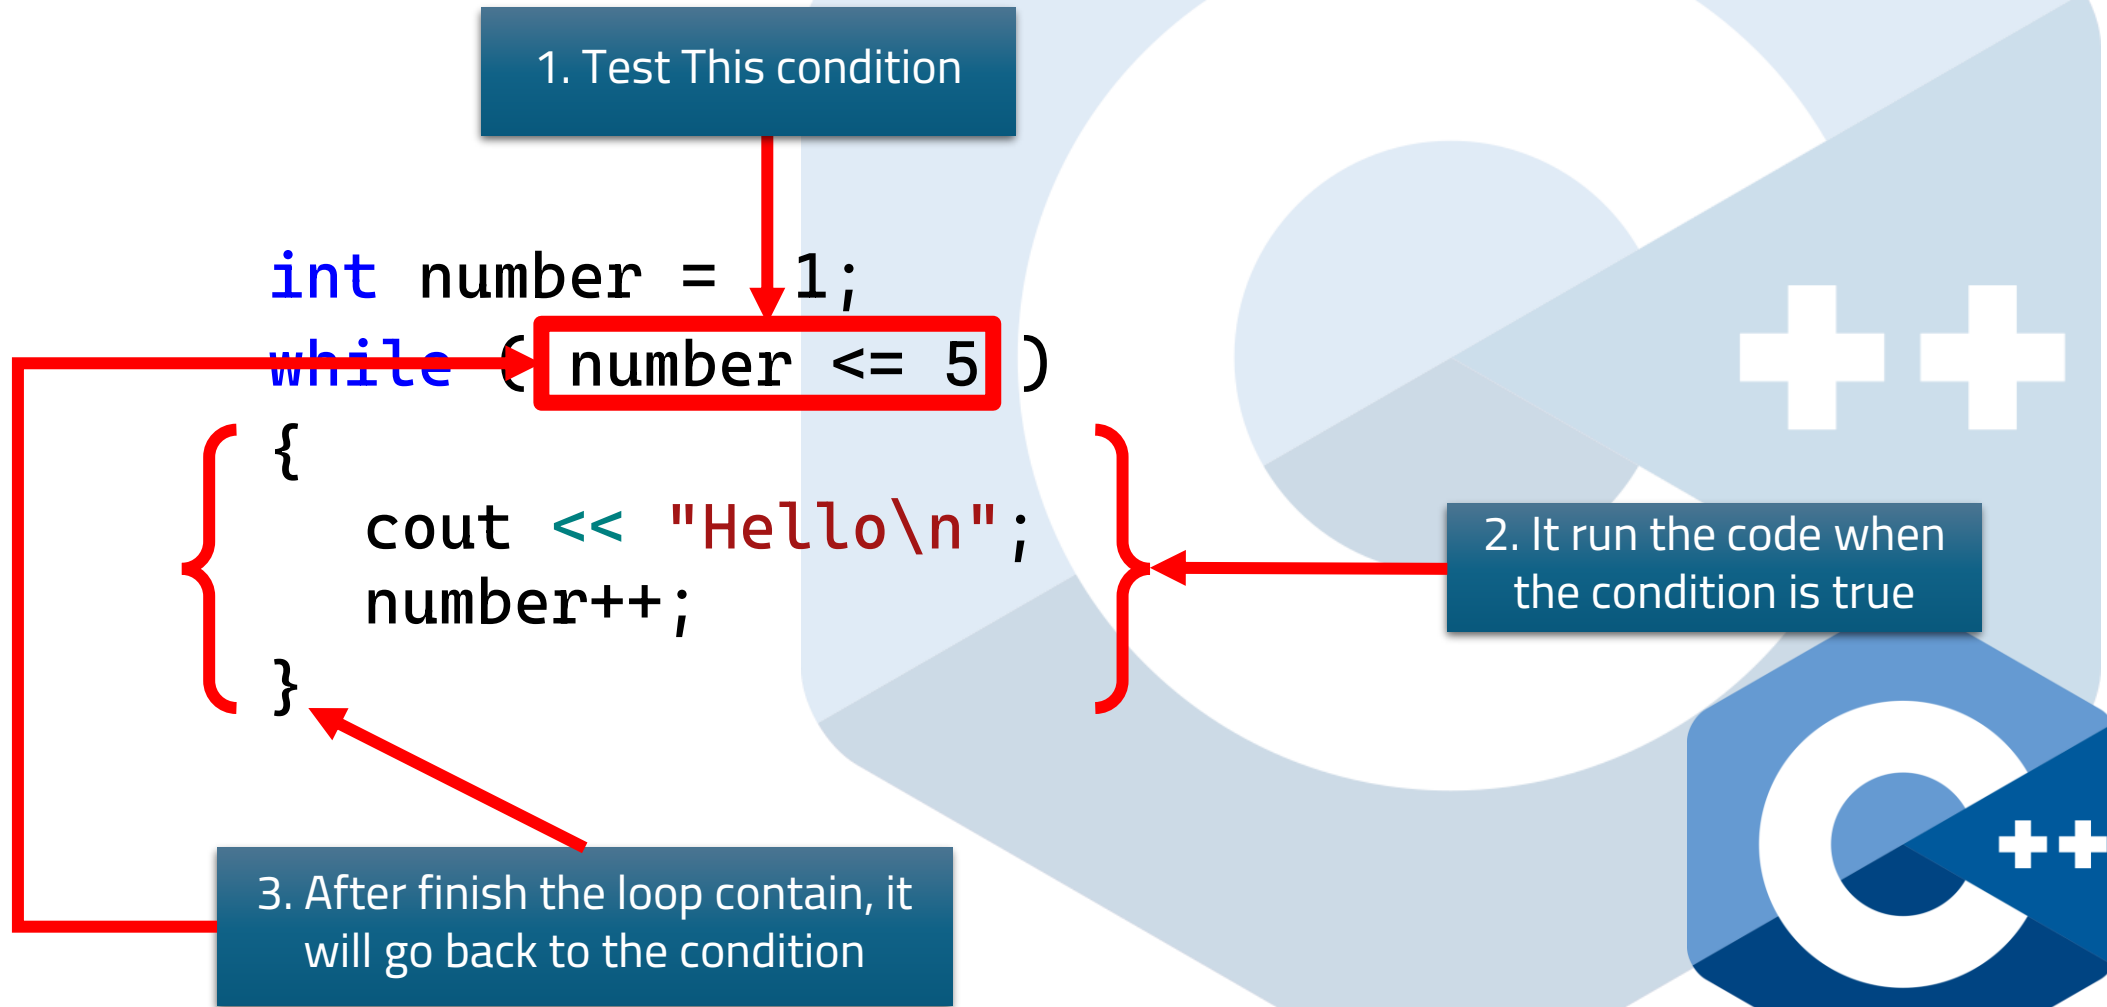 1. Test This condition
int number = 1;
while ( number <= 5 )
{
cout << "Hello\n";
number++;
}
2. It run the code when
the condition is true
3. After finish the loop contain, it
will go back to the condition
C++
C++